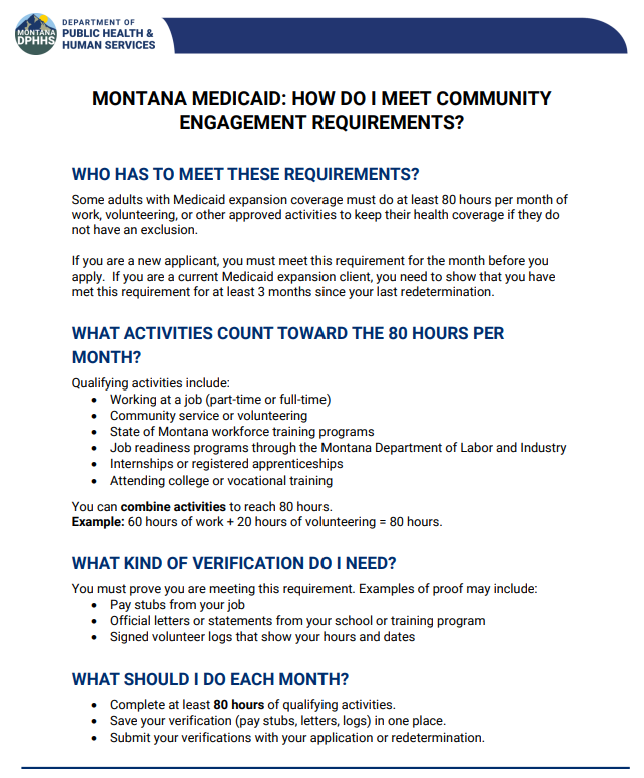 MONTANA
DPHHS
DEPARTMENT OF
PUBLIC HEALTH &
HUMAN SERVICES
MONTANA MEDICAID: HOW DO I MEET COMMUNITY
ENGAGEMENT REQUIREMENTS?
WHO HAS TO MEET THESE REQUIREMENTS?
Some adults with Medicaid expansion coverage must do at least 80 hours per month of
work, volunteering, or other approved activities to keep their health coverage if they do
not have an exclusion.
If you are a new applicant, you must meet this requirement for the month before you
apply. If you are a current Medicaid expansion client, you need to show that you have
met this requirement for at least 3 months since your last redetermination.
WHAT ACTIVITIES COUNT TOWARD THE 80 HOURS PER
MONTH?
Qualifying activities include:
• Working at a job (part-time or full-time)
• Community service or volunteering
• State of Montana workforce training programs
• Job readiness programs through the Montana Department of Labor and Industry
• Internships or registered apprenticeships
• Attending college or vocational training
You can combine activities to reach 80 hours.
Example: 60 hours of work + 20 hours of volunteering = 80 hours.
WHAT KIND OF VERIFICATION DO I NEED?
You must prove you are meeting this requirement. Examples of proof may include:
• Pay stubs from your job
• Official letters or statements from your school or training program
• Signed volunteer logs that show your hours and dates
WHAT SHOULD I DO EACH MONTH?
• Complete at least 80 hours of qualifying activities.
• Save your verification (pay stubs, letters, logs) in one place.
• Submit your verifications with your application or redetermination.